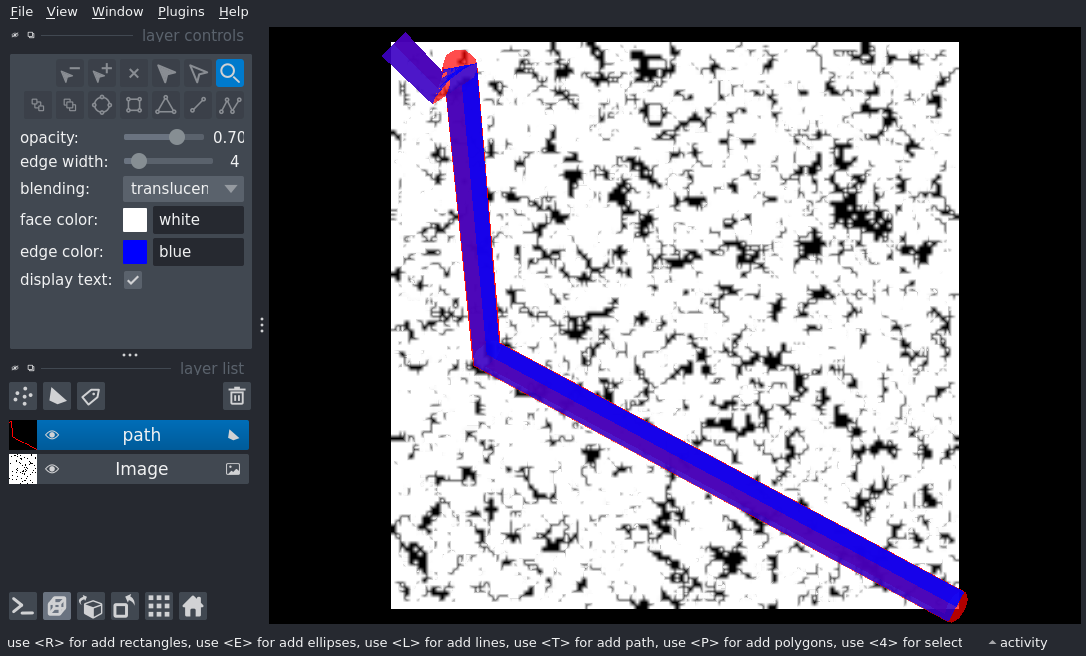 File View Window Plugins Help
layer controls
opacity: 0.70
edge width: 4
blending: translucen
face color: white
edge color: blue
display text:
layer list
path
Image
use <R> for add rectangles, use <E> for add ellipses, use <L> for add lines, use <T> for add path, use <P> for add polygons, use <4> for select
activity